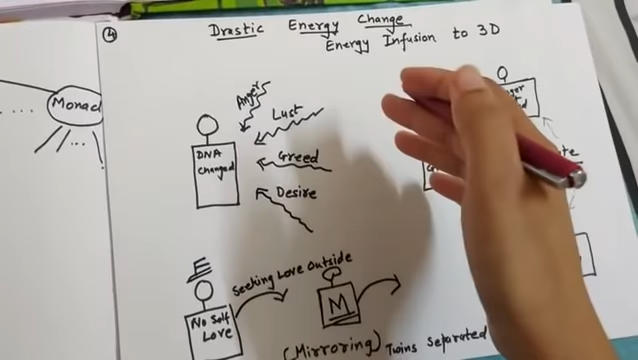 4
Drastic Energy Change
Energy Infusion to 3D
Monad
Anger
Lust
DNA
changed
Greed
Desire
E
Seeking Love Outside
No Self
Love
M
(Mirroring) Twins Separated